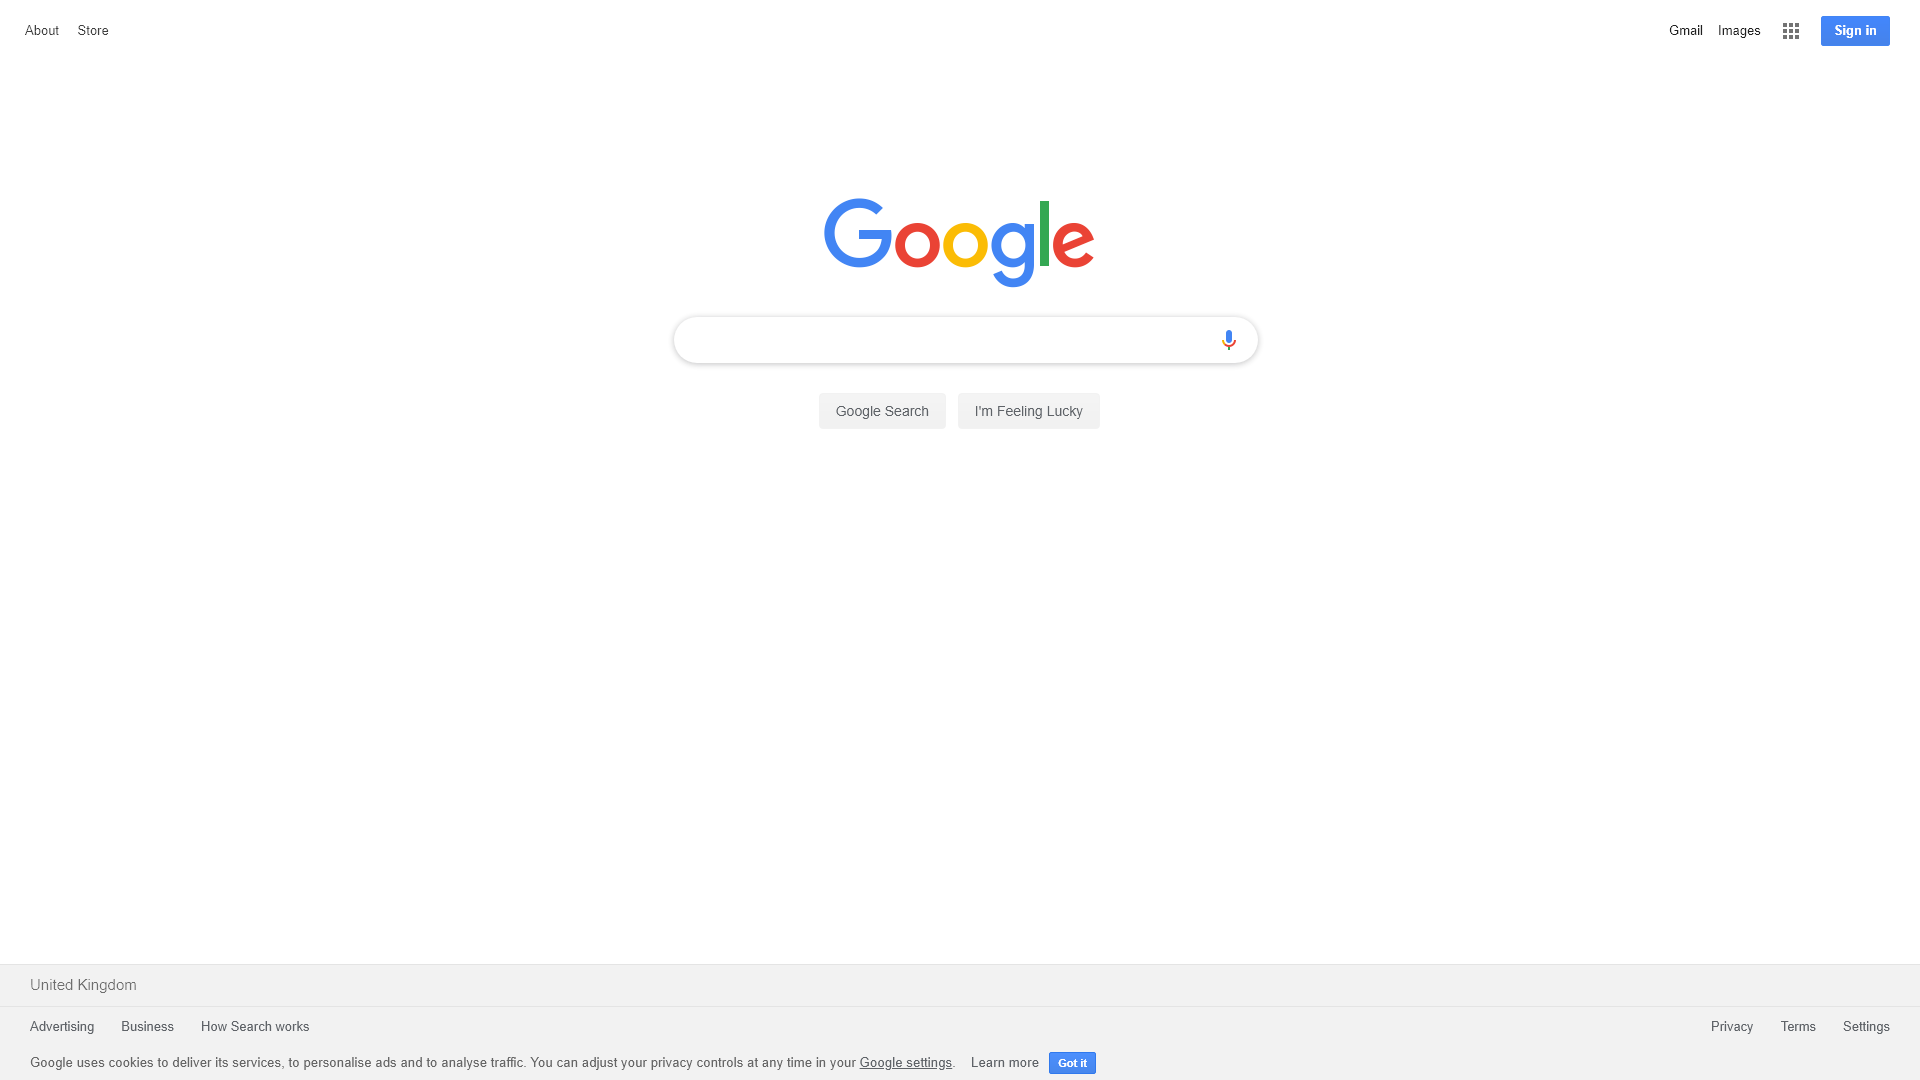 About Store
Gmail Images Sign in
Google
Google Search I'm Feeling Lucky
United Kingdom
Advertising Business How Search works
Privacy Terms Settings
Google uses cookies to deliver its services, to personalise ads and to analyse traffic. You can adjust your privacy controls at any time in your Google settings. Learn more Got it